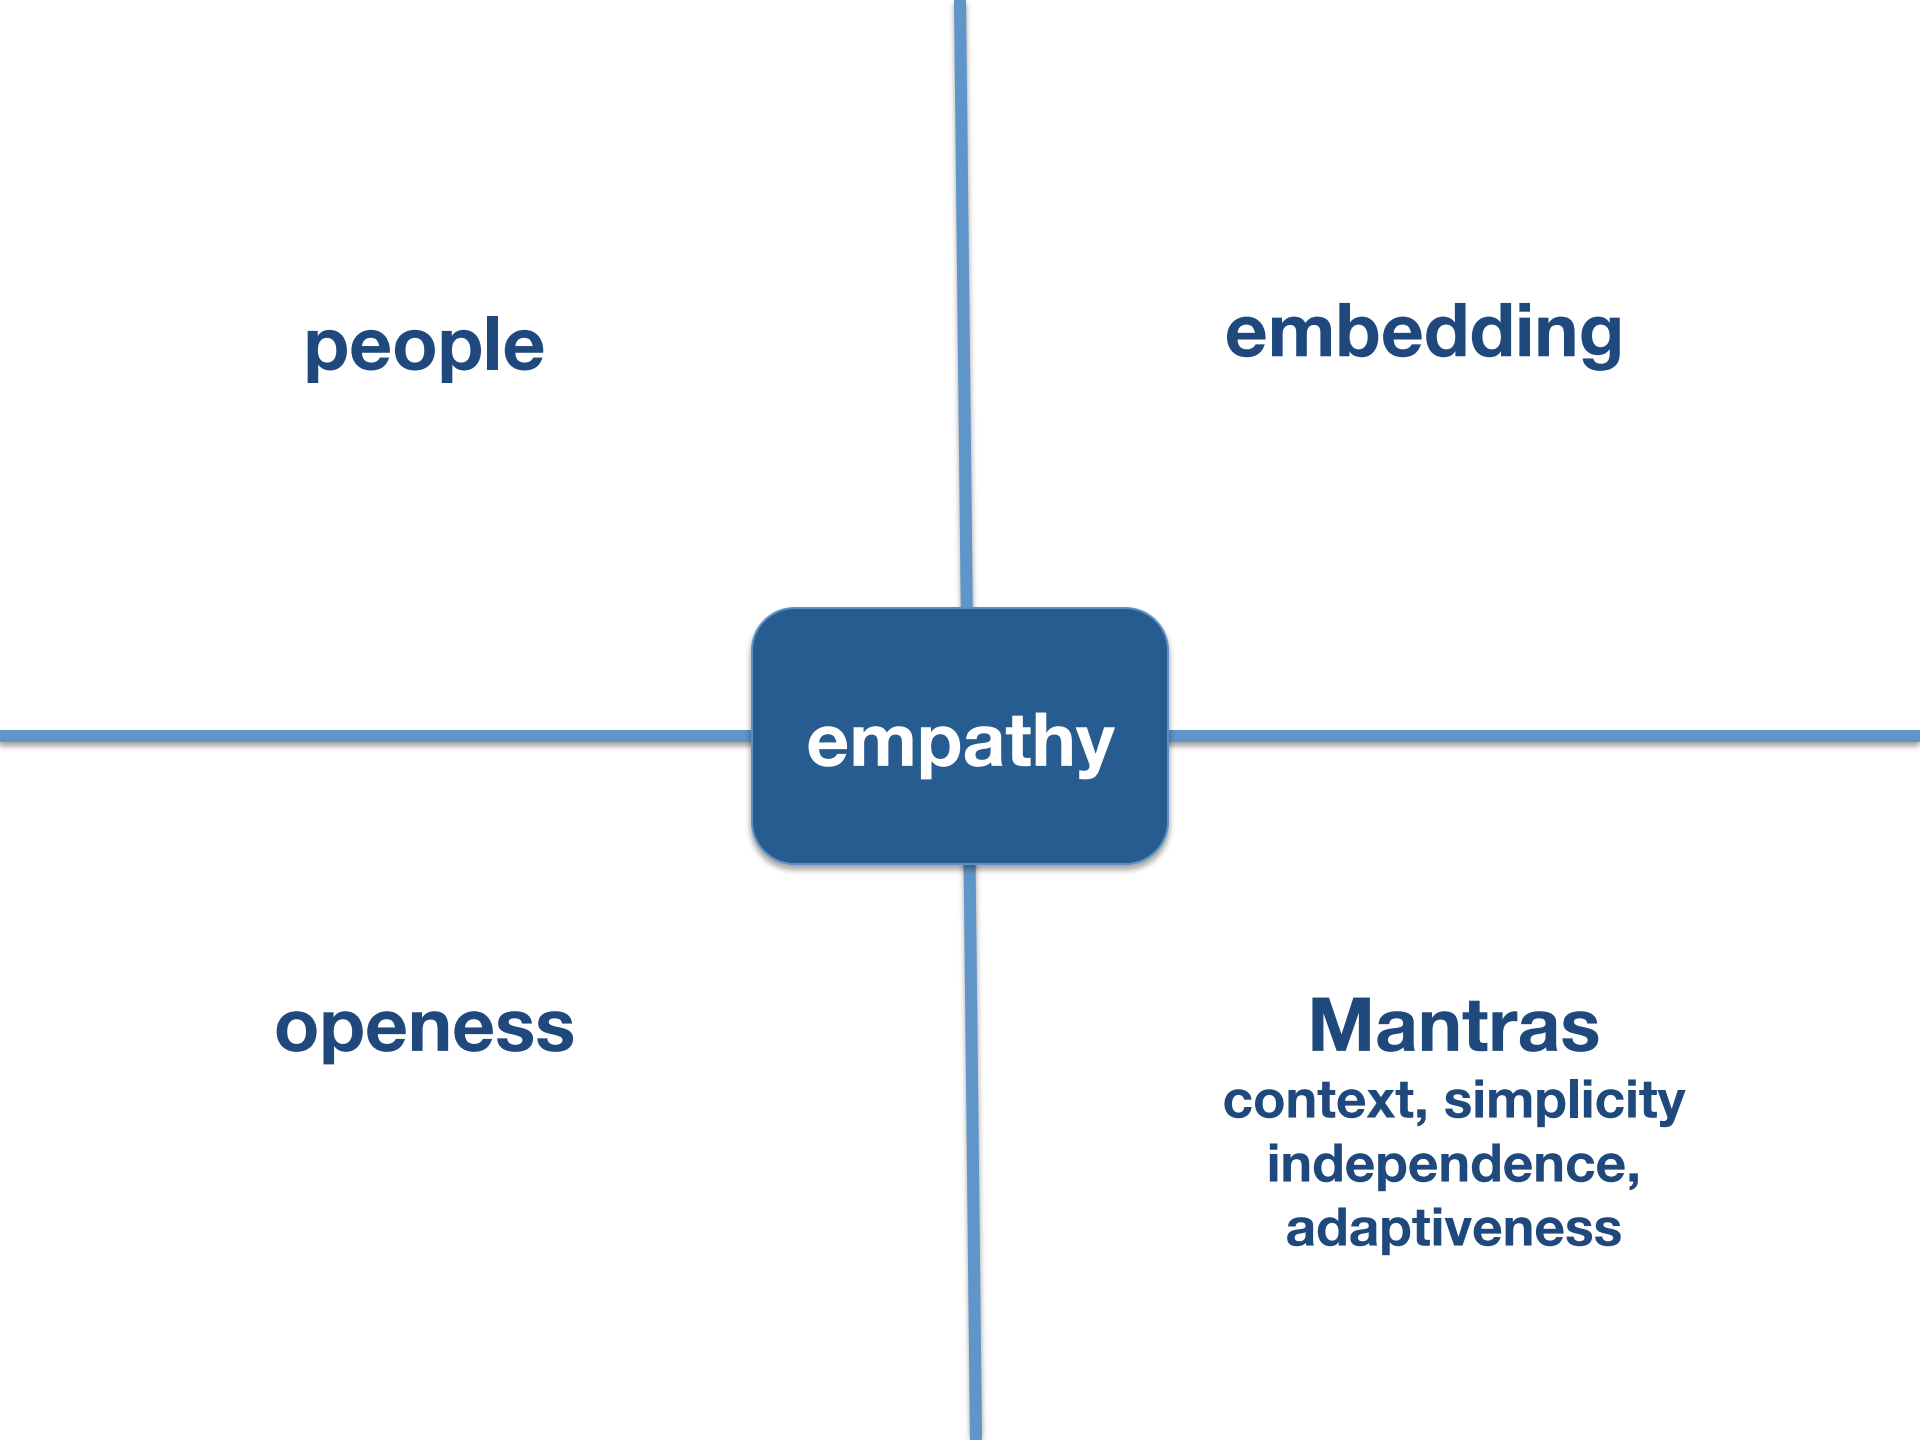 people
embedding
empathy
openess
Mantras
context, simplicity
independence,
adaptiveness